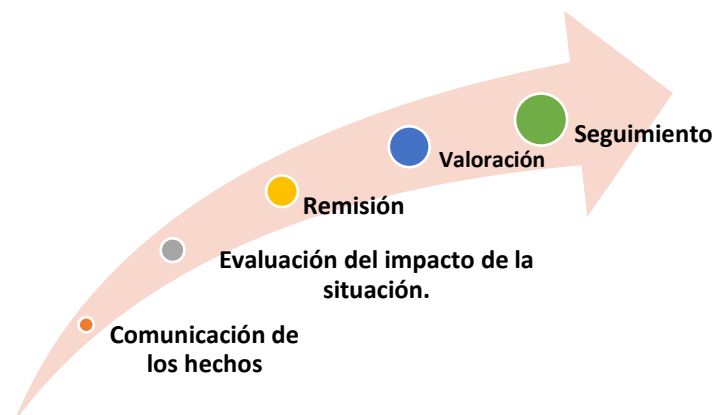 Comunicación de
los hechos
Evaluación del impacto de la
situación.
Remisión
Valoración
Seguimiento